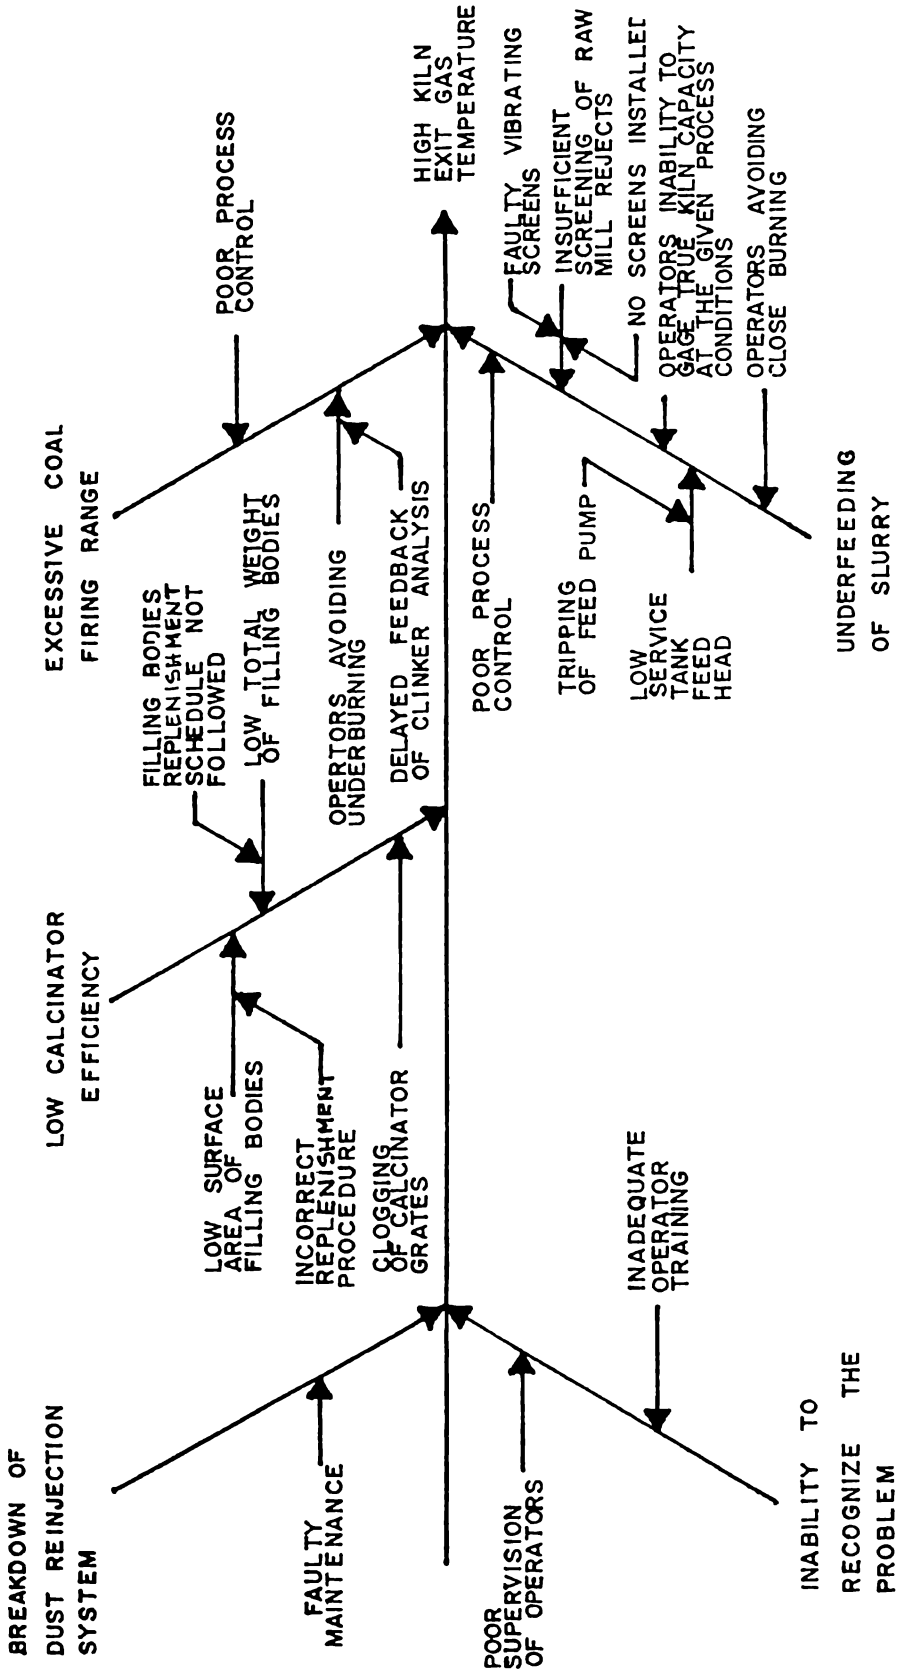 BREAKDOWN OF
DUST REINJECTION
SYSTEM
LOW CALCINATOR
EFFICIENCY
EXCESSIVE COAL
FIRING RANGE
FAULTY
MAINTENANCE
LOW SURFACE
AREA OF
FILLING BODIES
INCORRECT
REPLENISHMENT
PROCEDURE
CLOGGING
OF CALCINATOR
GRATES
FILLING BODIES
REPLENISHMENT
SCHEDULE NOT
FOLLOWED
LOW TOTAL WEIGHT
OF FILLING BODIES
OPERTORS AVOIDING
UNDERBURNING
DELAYED FEEDBACK
OF CLINKER ANALYSIS
POOR PROCESS
CONTROL
HIGH KILN
EXIT GAS
TEMPERATURE
POOR
SUPERVISION
OF OPERATORS
INADEQUATE
OPERATOR
TRAINING
INABILITY TO
RECOGNIZE THE
PROBLEM
POOR PROCESS
CONTROL
TRIPPING
OF FEED PUMP
LOW
SERVICE
TANK
FEED
HEAD
FAULTY VIBRATING
SCREENS
INSUFFICIENT
SCREENING OF RAW
MILL REJECTS
NO SCREENS INSTALLED
OPERATORS INABILITY TO
GAGE TRUE KILN CAPACITY
AT THE GIVEN PROCESS
CONDITIONS
OPERATORS AVOIDING
CLOSE BURNING
UNDERFEEDING
OF SLURRY